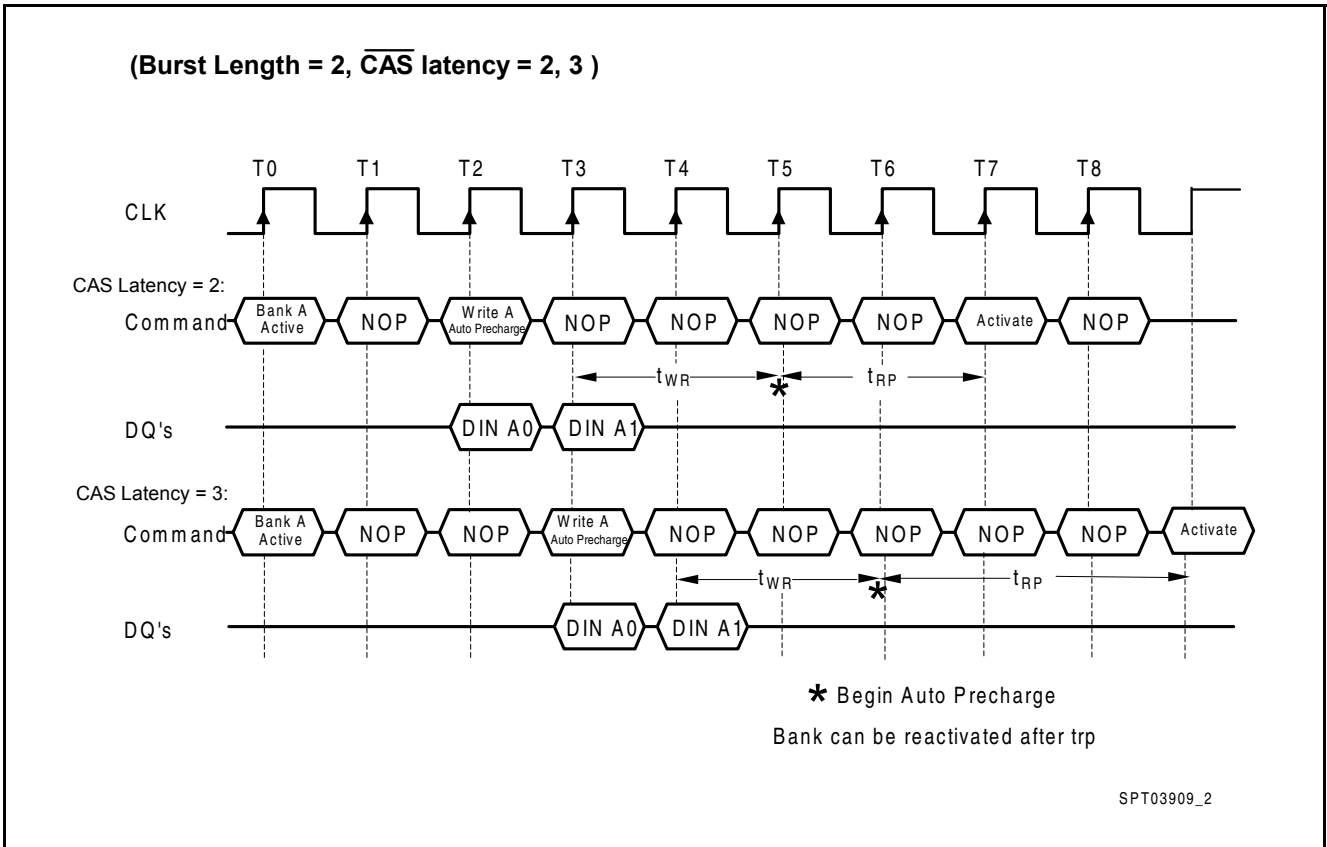 (Burst Length = 2, CAS latency = 2, 3 )
T0 T1 T2 T3 T4 T5 T6 T7 T8
CLK
CAS Latency = 2:
Command Bank A Active NOP Write A Auto Precharge NOP NOP NOP NOP Activate NOP
tWR tRP
*
DQ's DIN A0 DIN A1
CAS Latency = 3:
Command Bank A Active NOP NOP Write A Auto Precharge NOP NOP NOP NOP NOP Activate
tWR tRP
*
DQ's DIN A0 DIN A1
* Begin Auto Precharge
Bank can be reactivated after trp
SPT03909_2